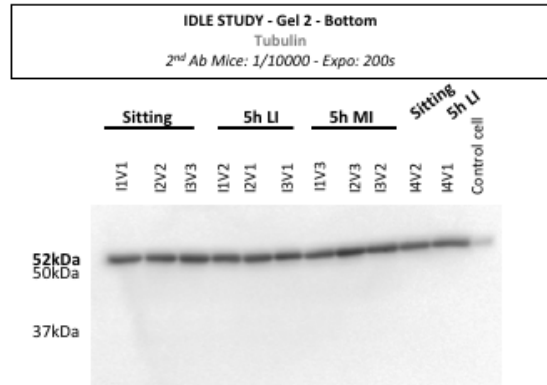 IDLE STUDY - Gel 2 - Bottom
Tubulin
2nd Ab Mice: 1/10000 - Expo: 200s
Sitting 5h LI 5h MI Sitting 5h LI
I1V1 I2V2 I3V3 I1V2 I2V1 I3V1 I1V3 I2V3 I3V2 I4V2 I4V1 Control cell
52kDa
50kDa
37kDa